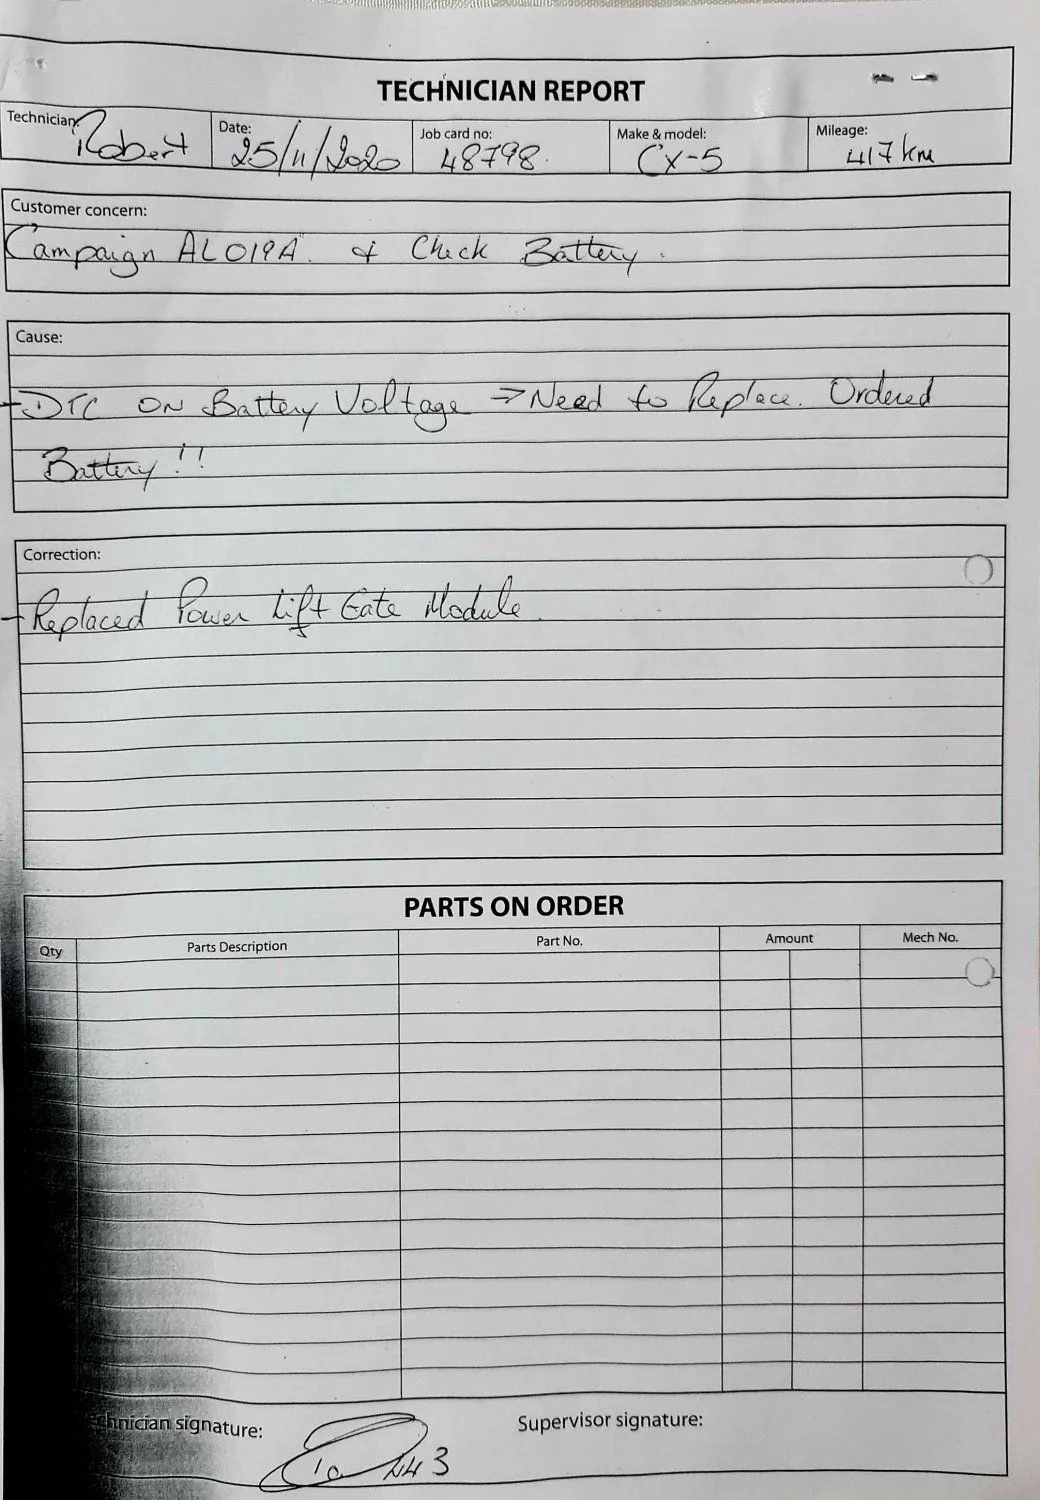 TECHNICIAN REPORT
Technician: Robert Date: 25/11/2020 Job card no: 48798. Make & model: CX-5 Mileage: 417 km
Customer concern:
Campaign AL019A. & Check Battery.
Cause:
- DTC ON Battery Voltage → Need to Replace. Ordered
Battery!!
Correction:
- Replaced Power Lift Gate Module.
PARTS ON ORDER
Qty Parts Description Part No. Amount Mech No.
signature: Supervisor signature: